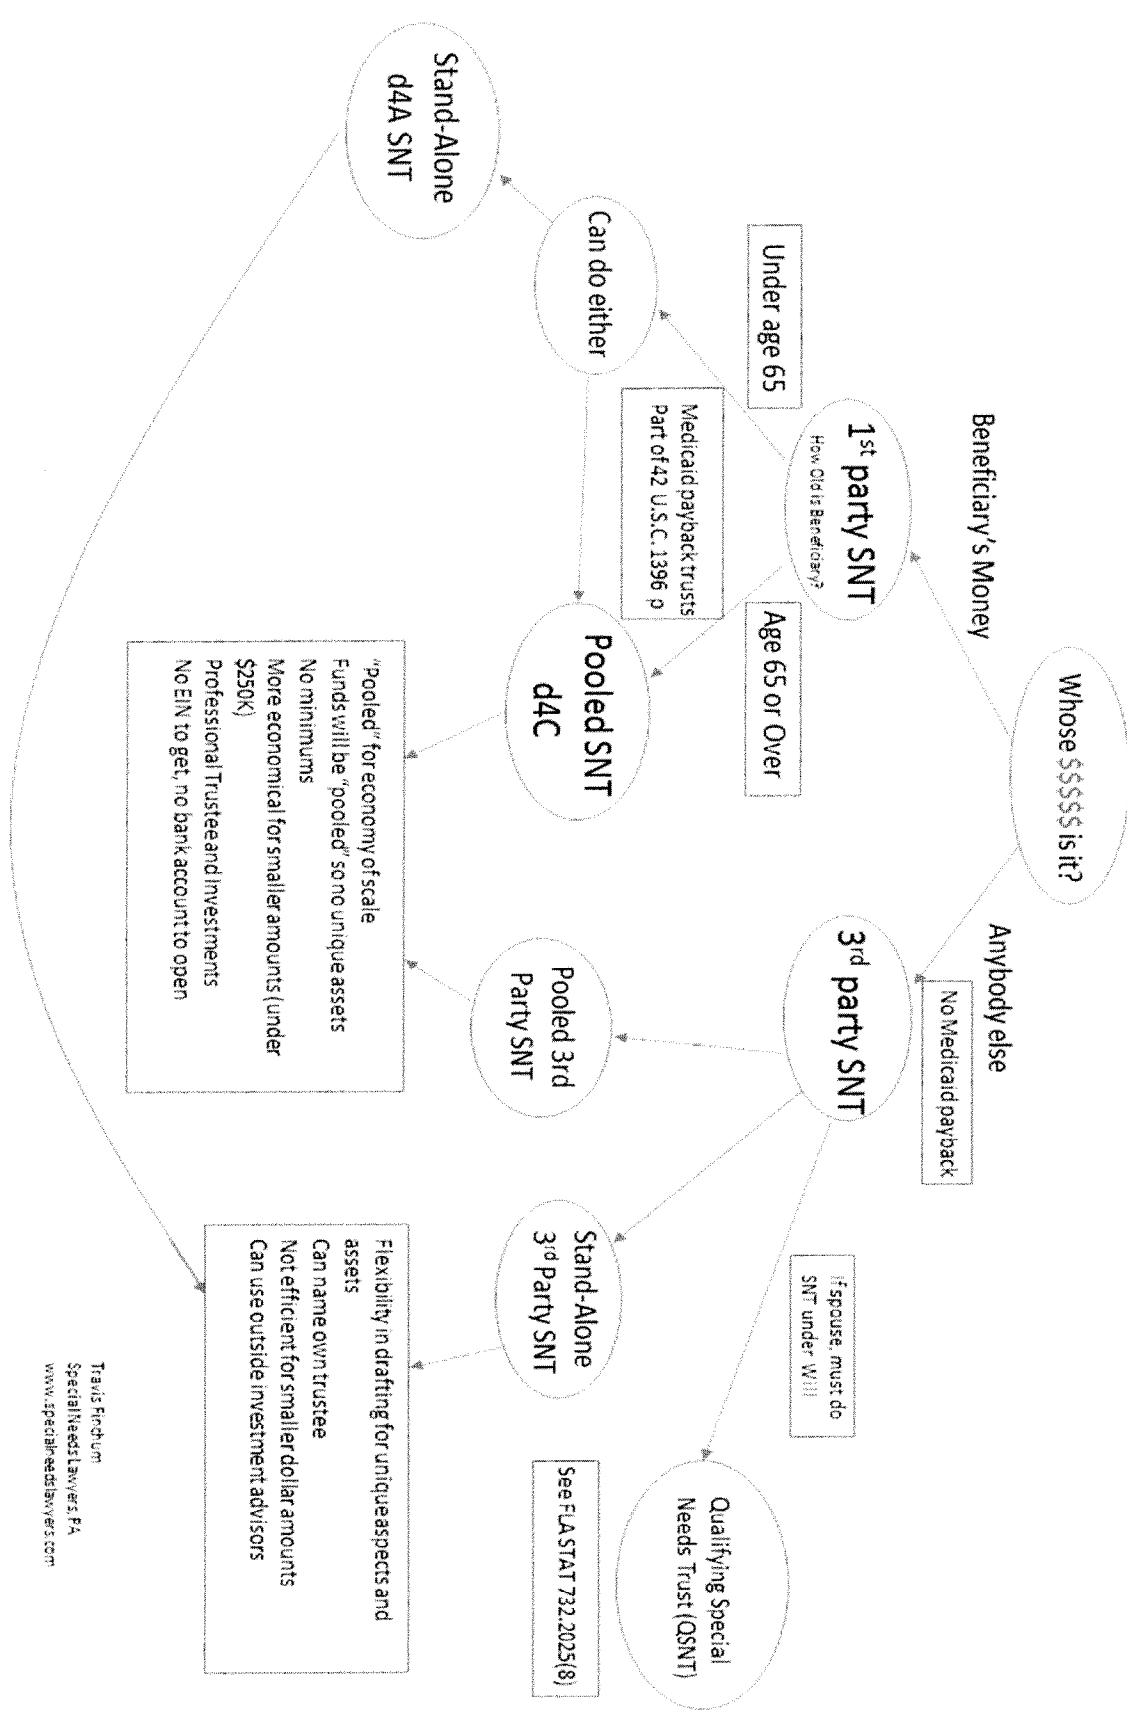 Whose $$$$$ is it?
Beneficiary's Money
Anybody else
No Medicaid payback
1st party SNT
How Old is Beneficiary?
3rd party SNT
If spouse, must do
SNT under Will
Under age 65
Age 65 or Over
Medicaid payback trusts
Part of 42 U.S.C. 1396 p
Can do either
Stand-Alone
d4A SNT
Pooled SNT
d4C
Pooled 3rd
Party SNT
Stand-Alone
3rd Party SNT
Qualifying Special
Needs Trust (QSNT)
See FLA STAT 732.2025(8)
"Pooled" for economy of scale
Funds will be "pooled" so no unique assets
No minimums
More economical for smaller amounts (under
$250K)
Professional Trustee and Investments
No EIN to get, no bank account to open
Flexibility in drafting for unique aspects and
assets
Can name own trustee
Not efficient for smaller dollar amounts
Can use outside investment advisors
Travis Finchum
Special Needs Lawyers, PA
www.specialneedslawyers.com